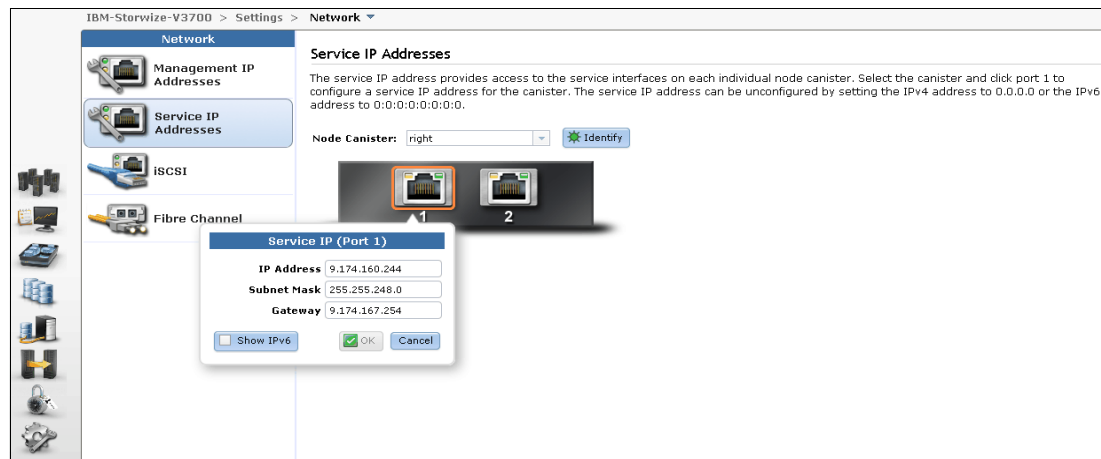 IBM-Storwize-V3700 > Settings > Network
Network
Management IP
Addresses
Service IP
Addresses
iSCSI
Fibre Channel
Service IP Addresses
The service IP address provides access to the service interfaces on each individual node canister. Select the canister and click port 1 to
configure a service IP address for the canister. The service IP address can be unconfigured by setting the IPv4 address to 0.0.0.0 or the IPv6
address to 0:0:0:0:0:0:0:0.
Node Canister: right Identify
1 2
Service IP (Port 1)
IP Address 9.174.160.244
Subnet Mask 255.255.248.0
Gateway 9.174.167.254
Show IPv6 OK Cancel